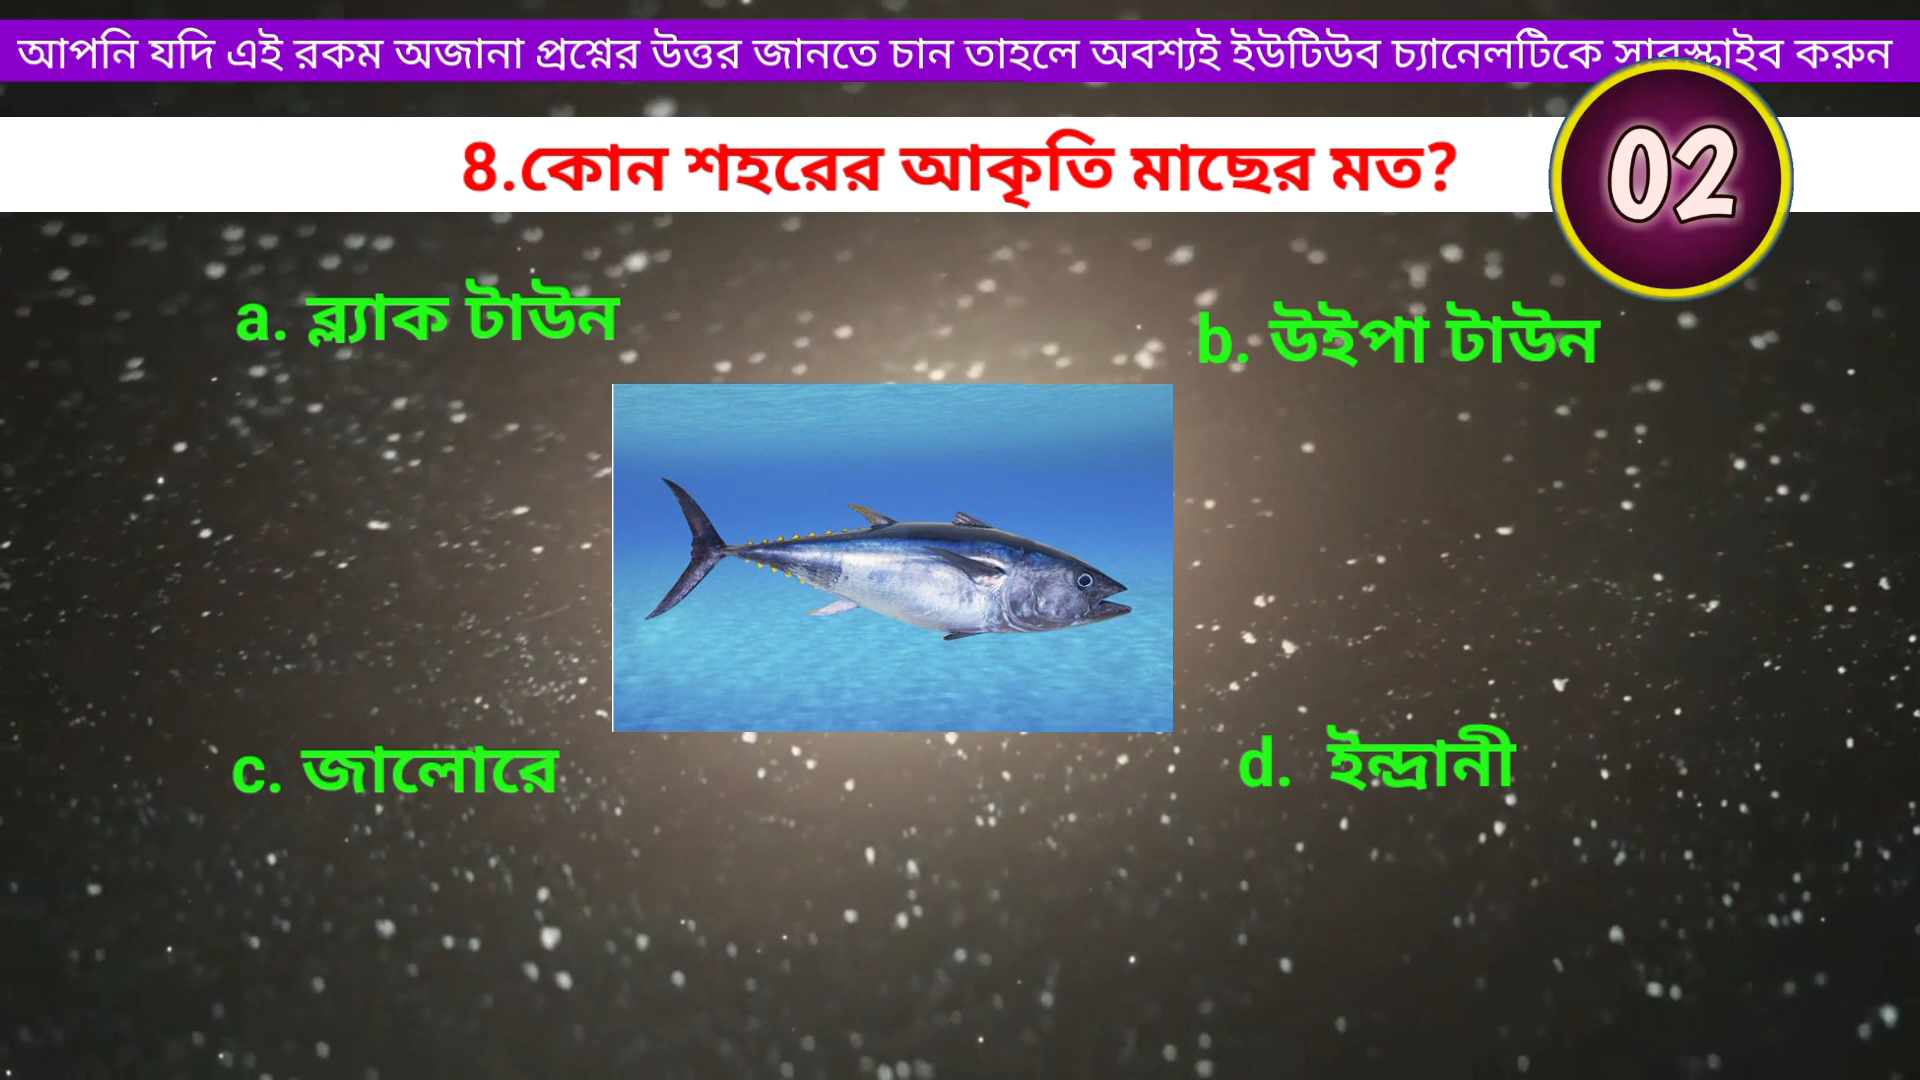 আপনি যদি এই রকম অজানা প্রশ্নের উত্তর জানতে চান তাহলে অবশ্যই ইউটিউব চ্যানেলটিকে সাবস্ক্রাইব করুন
8.কোন শহরের আকৃতি মাছের মত?
02
a. ব্ল্যাক টাউন
b. উইপা টাউন
c. জালোরে
d. ইন্দ্রানী